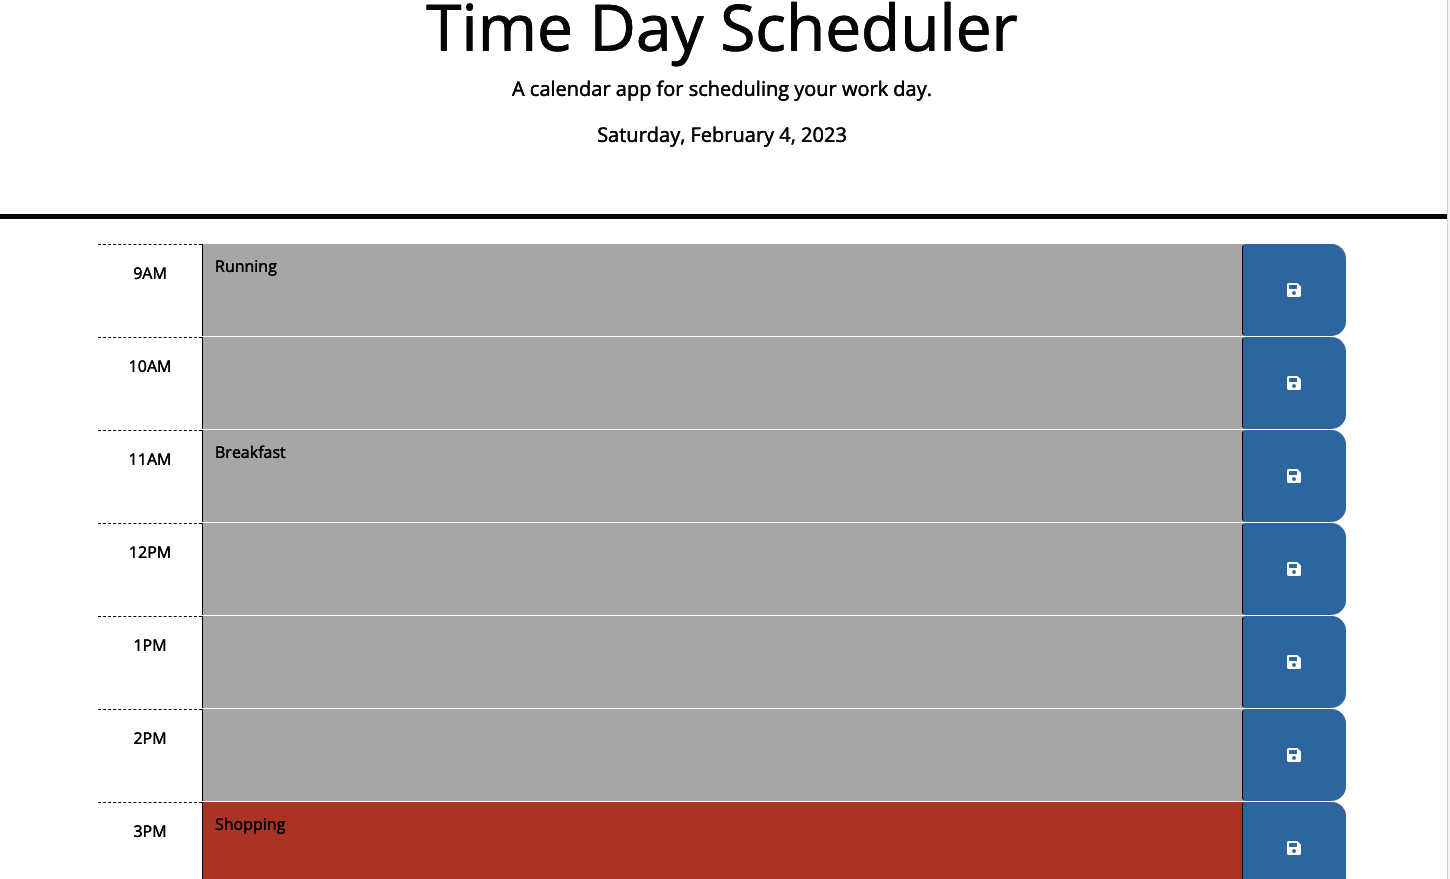 Time Day Scheduler
A calendar app for scheduling your work day.
Saturday, February 4, 2023
9AM Running
10AM
11AM Breakfast
12PM
1PM
2PM
3PM Shopping